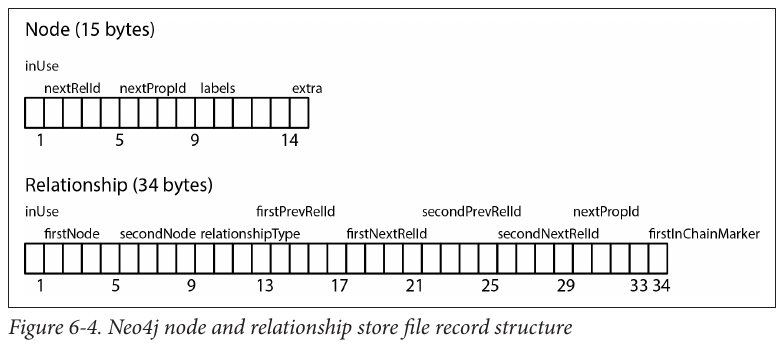 Node (15 bytes)
inUse
nextRelId nextPropId labels extra
1 5 9 14
Relationship (34 bytes)
inUse firstPrevRelId secondPrevRelId nextPropId
firstNode secondNode relationshipType firstNextRelId secondNextRelId firstInChainMarker
1 5 9 13 17 21 25 29 33 34
Figure 6-4. Neo4j node and relationship store file record structure